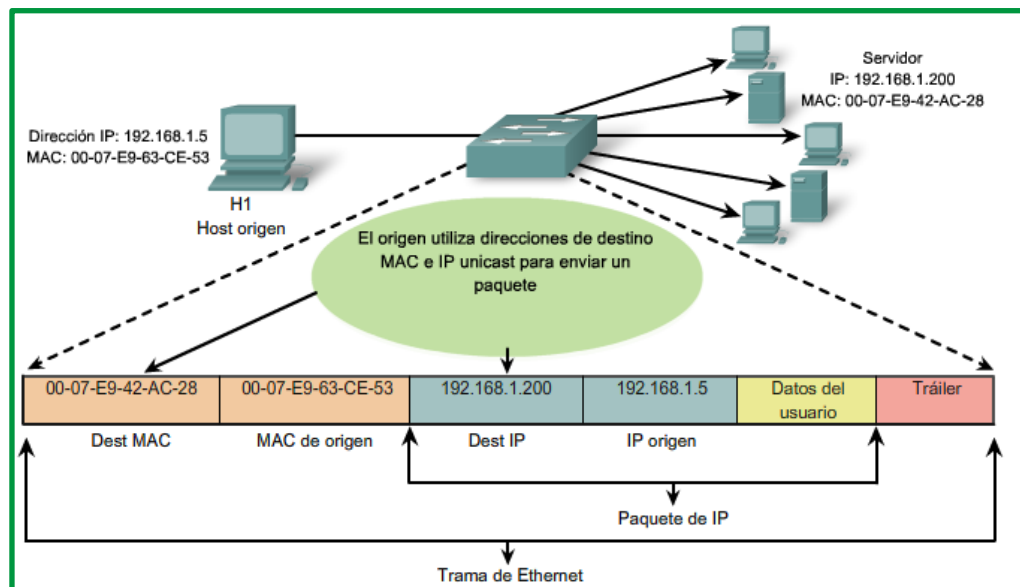 Servidor
IP: 192.168.1.200
MAC: 00-07-E9-42-AC-28
Dirección IP: 192.168.1.5
MAC: 00-07-E9-63-CE-53
H1
Host origen
El origen utiliza direcciones de destino
MAC e IP unicast para enviar un
paquete
00-07-E9-42-AC-28
00-07-E9-63-CE-53
192.168.1.200
192.168.1.5
Datos del
usuario
Tráiler
Dest MAC
MAC de origen
Dest IP
IP origen
Paquete de IP
Trama de Ethernet